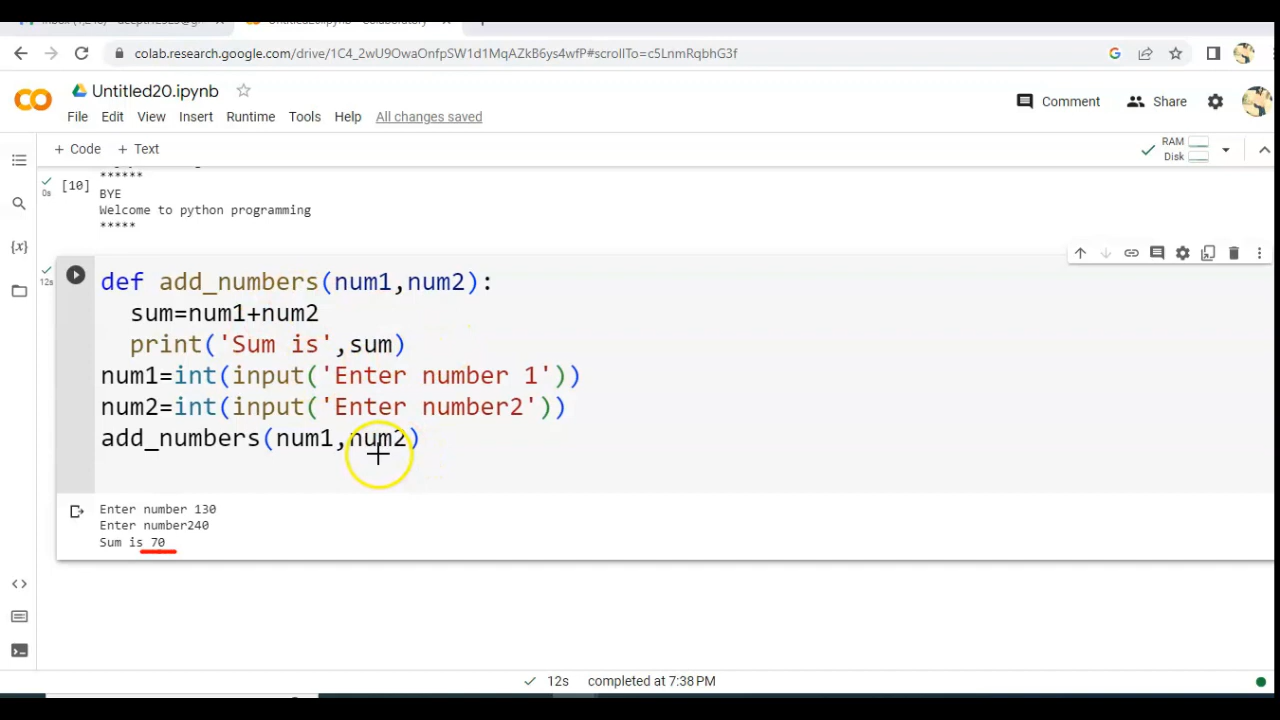 colab.research.google.com/drive/1C4_2wU9OwaOnfpSW1d1MqAZkB6ys4wfP#scrollTo=c5LnmRqbhG3f
Untitled20.ipynb
File Edit View Insert Runtime Tools Help All changes saved
Comment
Share
+ Code + Text
RAM
Disk
******
0s
[10]
BYE
Welcome to python programming
*****
12s
def add_numbers(num1,num2):
sum=num1+num2
print('Sum is',sum)
num1=int(input('Enter number 1'))
num2=int(input('Enter number2'))
add_numbers(num1,num2)
Enter number 130
Enter number240
Sum is 70
12s completed at 7:38 PM